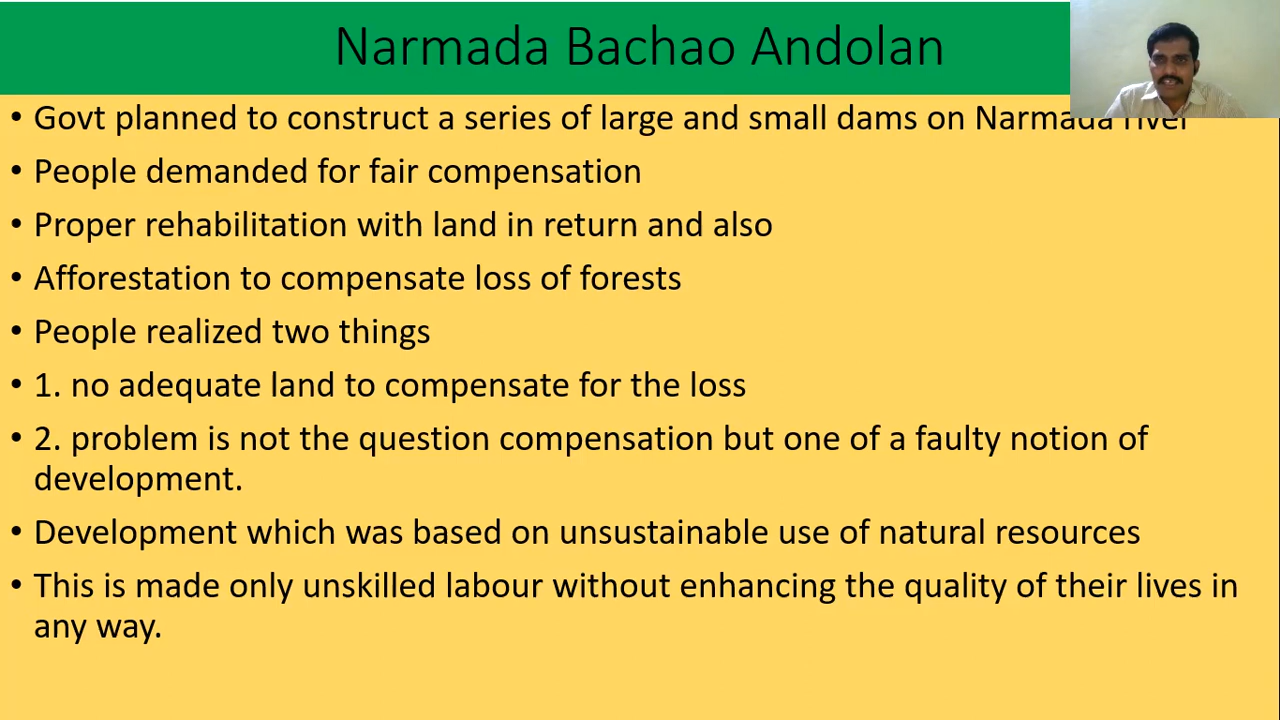 Narmada Bachao Andolan
• Govt planned to construct a series of large and small dams on Narmada river
• People demanded for fair compensation
• Proper rehabilitation with land in return and also
• Afforestation to compensate loss of forests
• People realized two things
• 1. no adequate land to compensate for the loss
• 2. problem is not the question compensation but one of a faulty notion of
development.
• Development which was based on unsustainable use of natural resources
• This is made only unskilled labour without enhancing the quality of their lives in
any way.